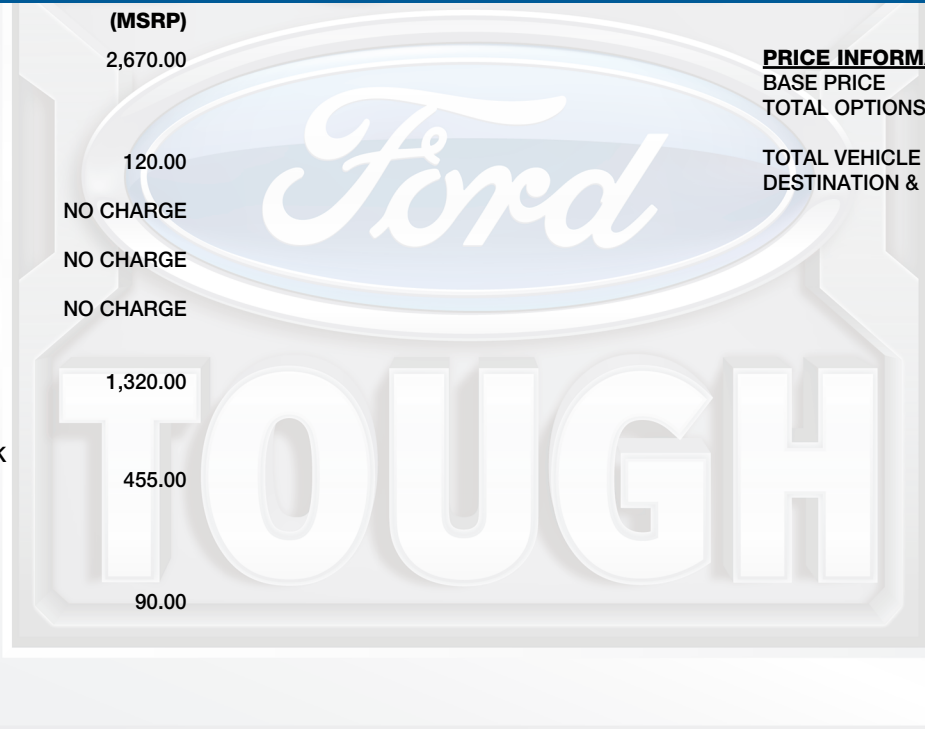 (MSRP)
2,670.00
120.00
NO CHARGE
NO CHARGE
NO CHARGE
1,320.00
455.00
90.00
PRICE INFORM
BASE PRICE
TOTAL OPTIONS
TOTAL VEHICLE
DESTINATION &
Ford
TOUGH